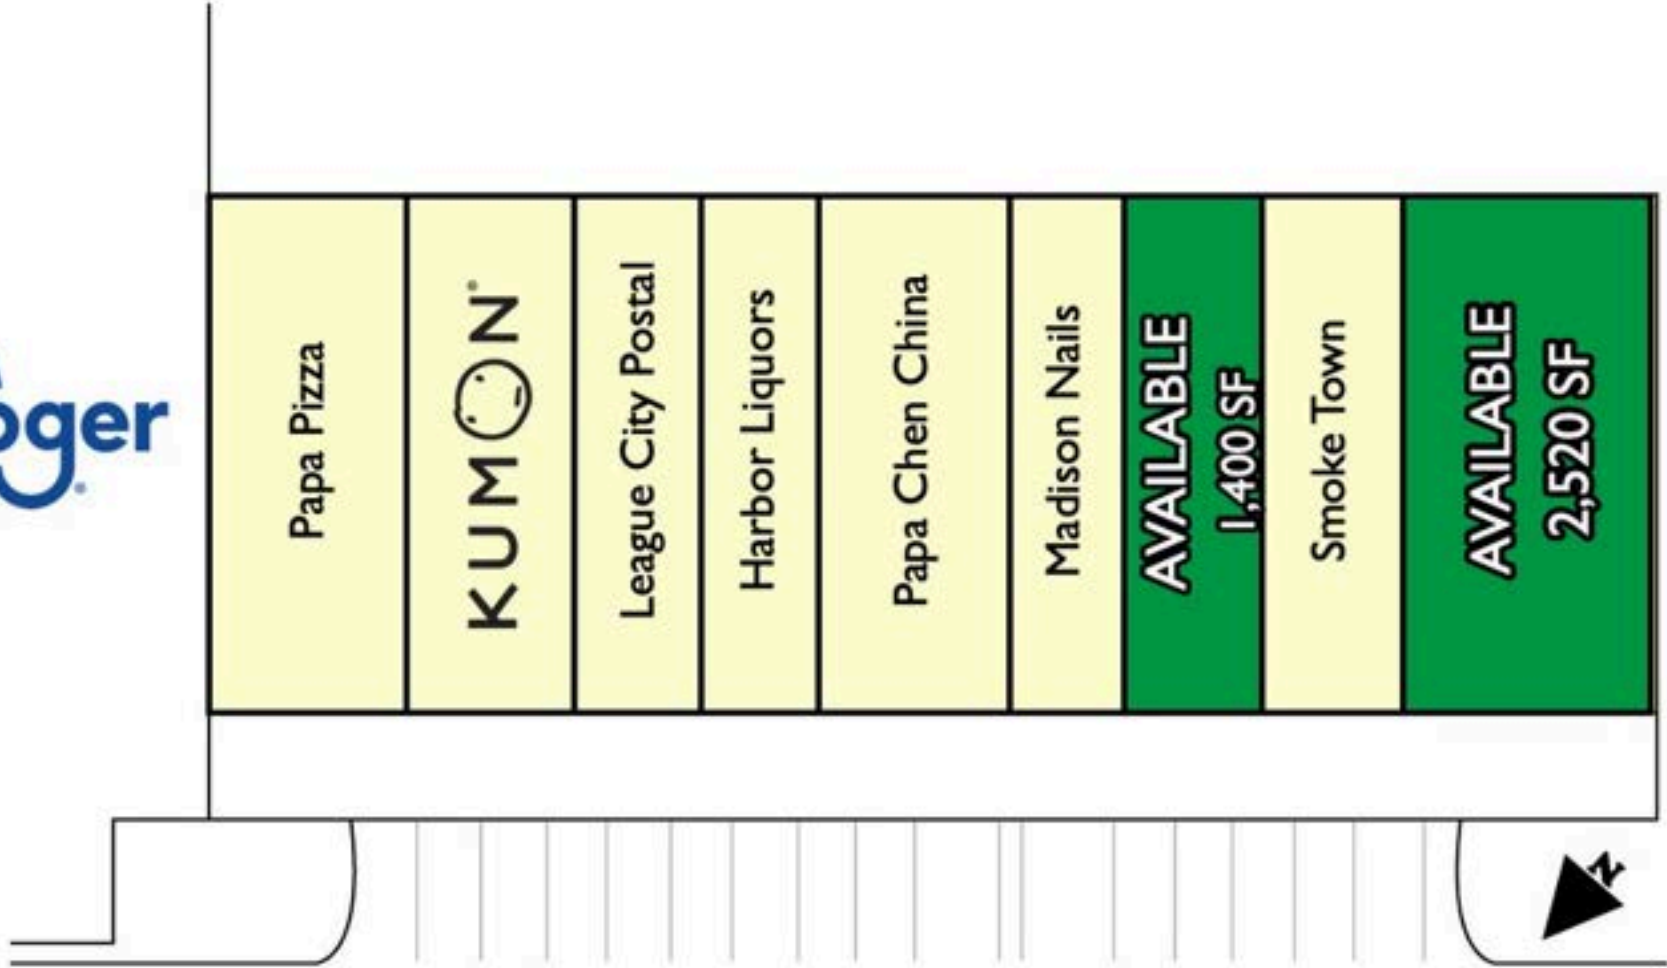 oger
Papa Pizza
KUMON
League City Postal
Harbor Liquors
Papa Chen China
Madison Nails
AVAILABLE
1,400 SF
Smoke Town
AVAILABLE
2,520 SF
N